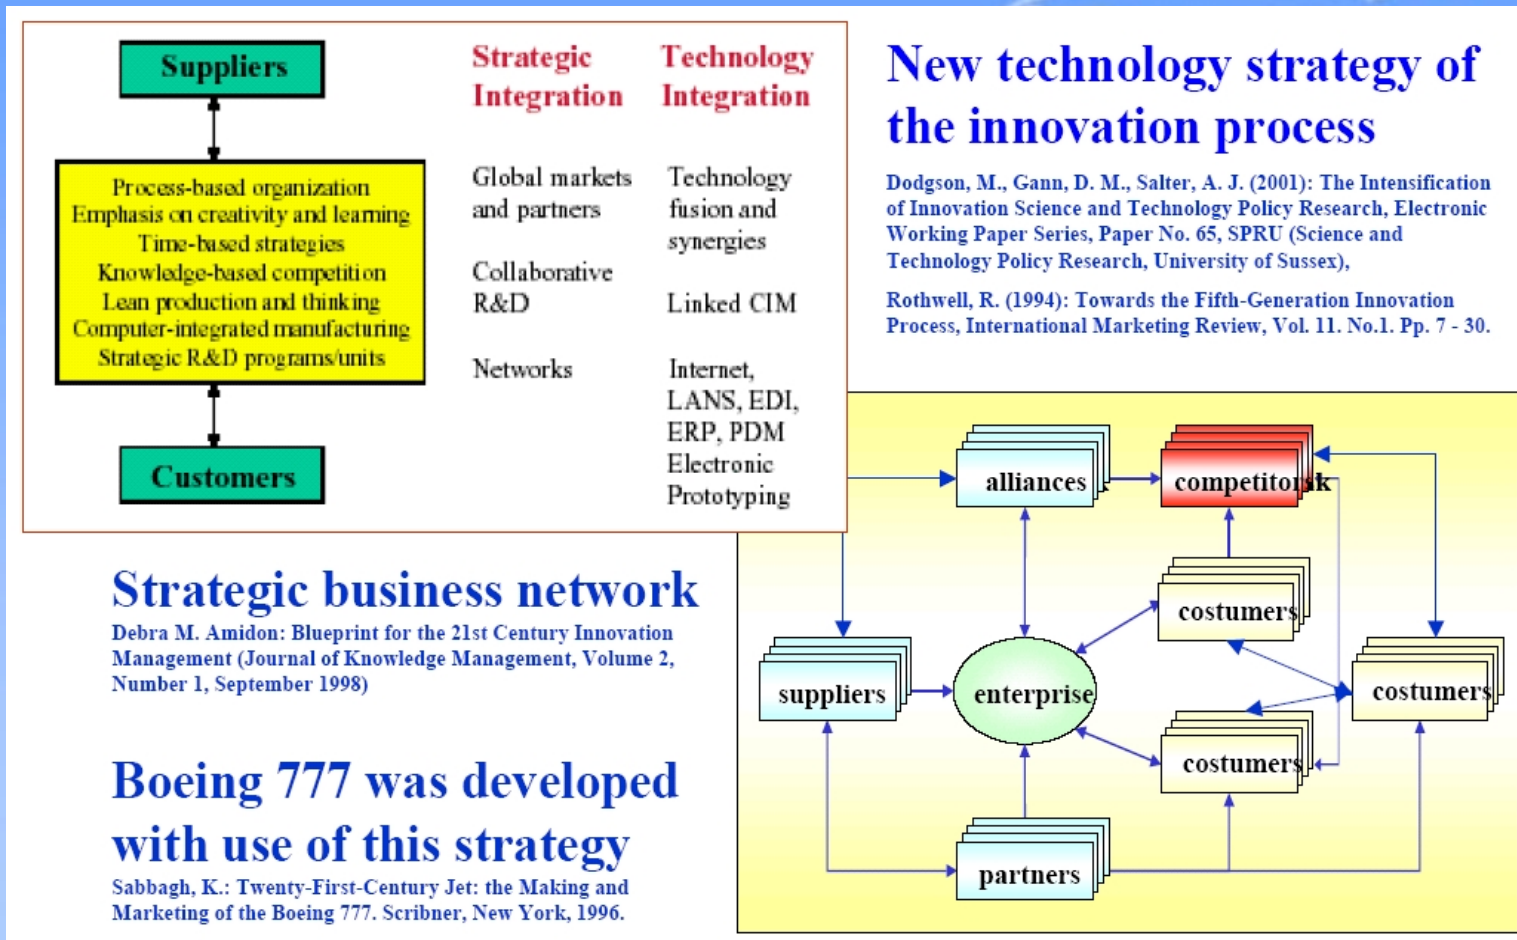 Suppliers
Process-based organization
Emphasis on creativity and learning
Time-based strategies
Knowledge-based competition
Lean production and thinking
Computer-integrated manufacturing
Strategic R&D programs/units
Customers
Strategic
Integration
Global markets
and partners
Collaborative
R&D
Networks
Technology
Integration
Technology
fusion and
synergies
Linked CIM
Internet,
LANS, EDI,
ERP, PDM
Electronic
Prototyping
New technology strategy of
the innovation process
Dodgson, M., Gann, D. M., Salter, A. J. (2001): The Intensification
of Innovation Science and Technology Policy Research, Electronic
Working Paper Series, Paper No. 65, SPRU (Science and
Technology Policy Research, University of Sussex),
Rothwell, R. (1994): Towards the Fifth-Generation Innovation
Process, International Marketing Review, Vol. 11. No.1. Pp. 7 - 30.
Strategic business network
Debra M. Amidon: Blueprint for the 21st Century Innovation
Management (Journal of Knowledge Management, Volume 2,
Number 1, September 1998)
Boeing 777 was developed
with use of this strategy
Sabbagh, K.: Twenty-First-Century Jet: the Making and
Marketing of the Boeing 777. Scribner, New York, 1996.
alliances
costumers
suppliers
enterprise
costumers
costumers
partners